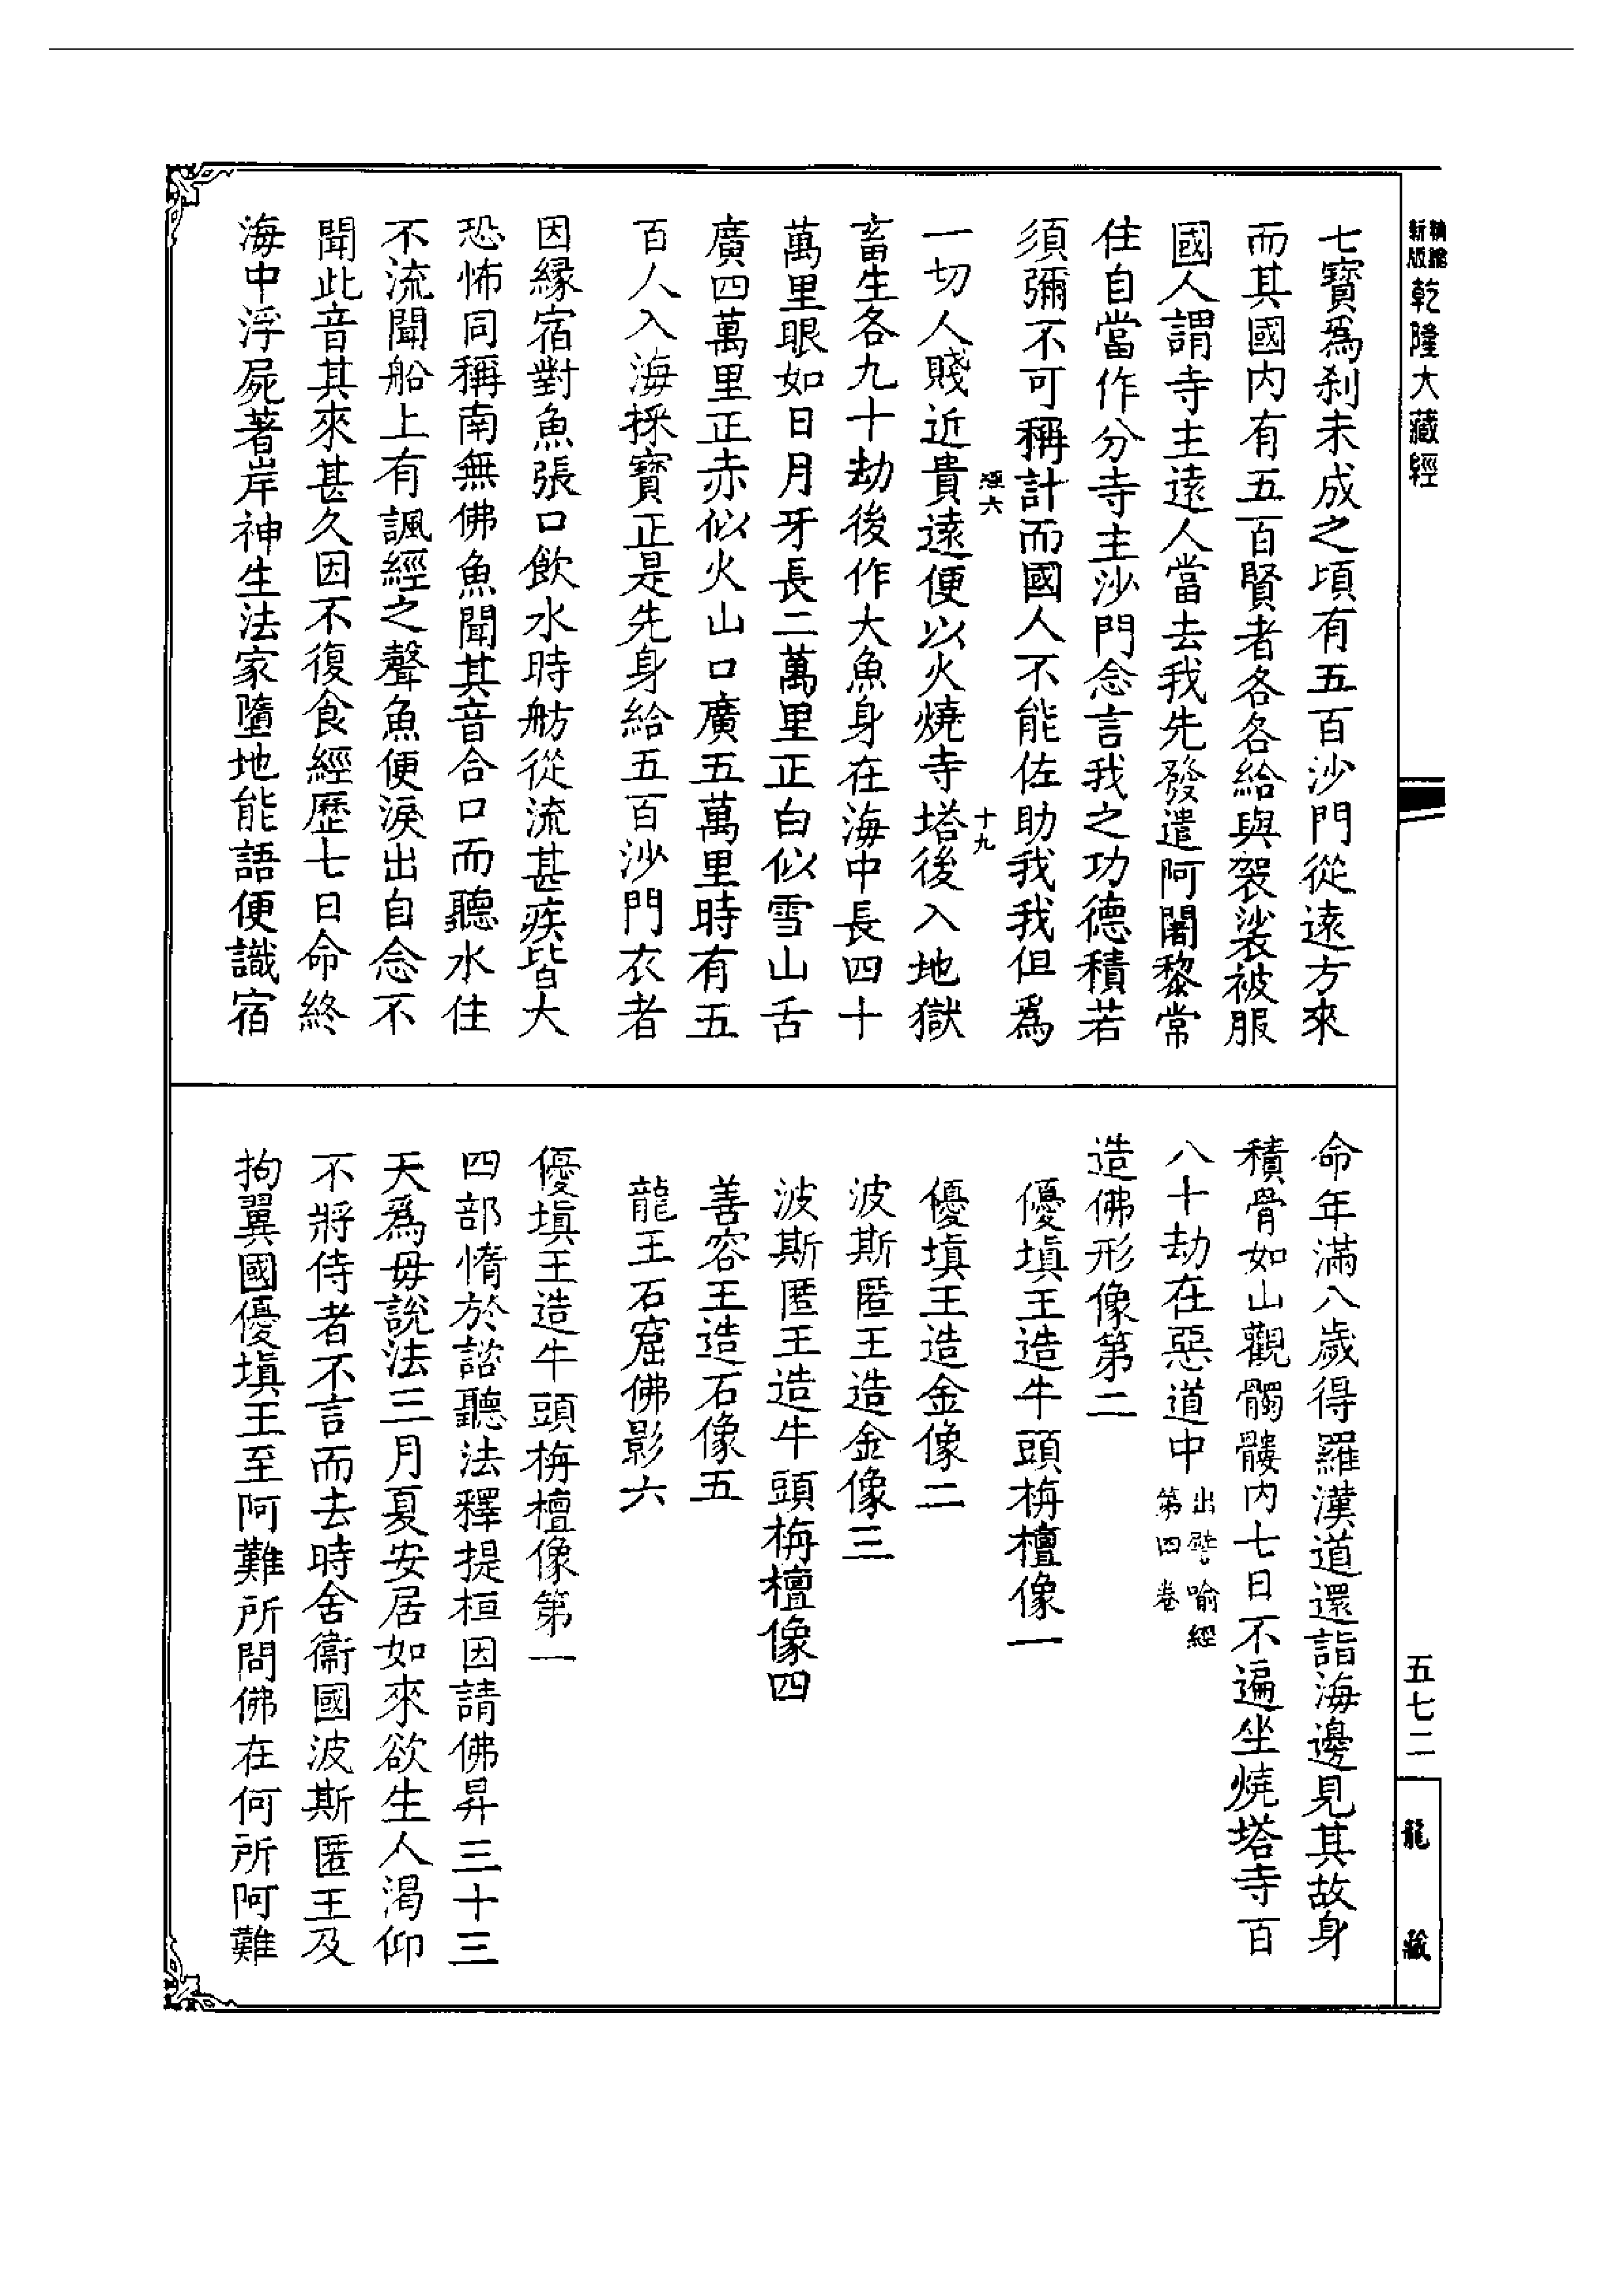 新版乾隆大藏經
七寶爲剎未成之頃有五百沙門從遠方來
而其國内有五百賢者各各給與袈裟被服
國人謂寺主遠人當去我先發遣阿闍黎常
住自當作分寺主沙門念言我之功德積若
須彌不可稱計而國人不能佐助我我但爲
六 十九
一切人賤近貴遠便以火燒寺塔後入地獄
畜生各九十劫後作大魚身在海中長四十
萬里眼如日月牙長二萬里正白似雪山舌
廣四萬里正赤似火山口廣五萬里時有五
百人入海採寶正是先身給五百沙門衣者
因緣宿對魚張口飲水時舫從流甚疾皆大
恐怖同稱南無佛魚聞其音合口而聽水住
不流聞船上有諷經之聲魚便淚出自念不
聞此音其來甚久因不復食經歷七日命終
海中浮屍著岸神生法家墮地能語便識宿
命年滿八歲得羅漢道還詣海邊見其故身
積骨如山觀髑髏内七日不遍坐燒塔寺百
八十劫在惡道中出譬喻經第四卷
造佛形像第二
優填王造牛頭栴檀像一
優填王造金像二
波斯匿王造金像三
波斯匿王造牛頭栴檀像四
善容王造石像五
龍王石窟佛影六
優填王造牛頭栴檀像第一
四部惰於諮聽法釋提桓因請佛昇三十三
天爲母說法三月夏安居如來欲生人渴仰
不將侍者不言而去時舍衞國波斯匿王及
拘翼國優填王至阿難所問佛在何所阿難
五七二
龍藏